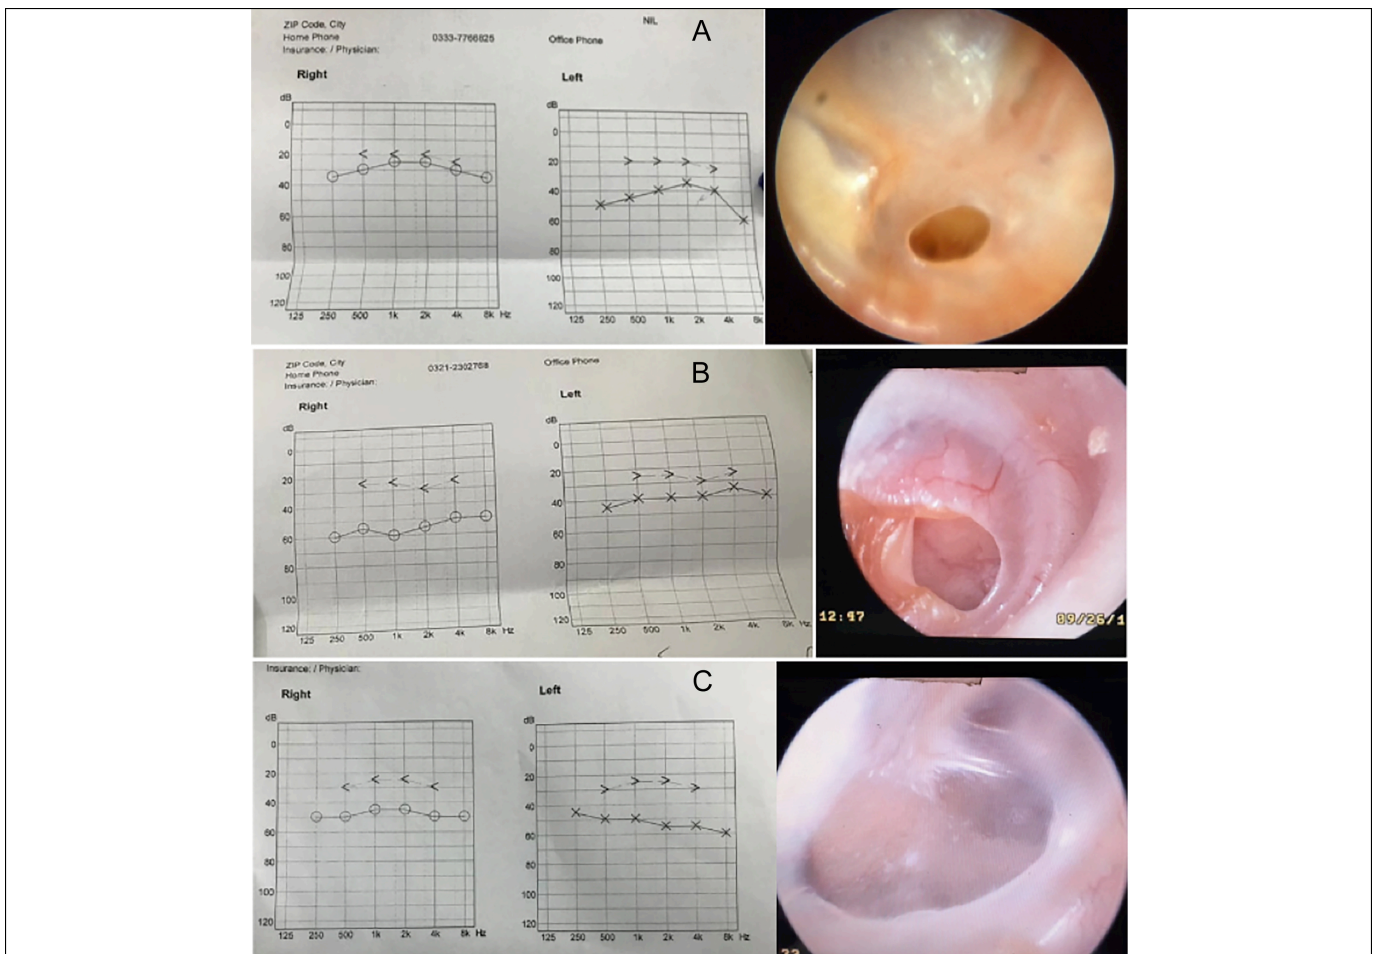 A
ZIP Code, City
NIL
Home Phone 0333-7766825 Office Phone
Insurance: / Physician:
Right
Left
dB
0
20
40
60
80
100
120
125 250 500 1k 2k 4k 8k Hz
dB
0
20
40
60
80
100
120
125 250 500 1k 2k 4k 8k
B
ZIP Code, City
Home Phone 0321-2302768 Office Phone
Insurance: / Physician:
Right
Left
dB
0
20
40
60
80
100
120
125 250 500 1k 2k 4k 8k Hz
dB
0
20
40
60
80
100
120
125 250 500 1k 2k 4k 8k Hz
12:47
09/26/1
C
Insurance: / Physician:
Right
Left
dB
0
20
40
60
80
100
120
125 250 500 1k 2k 4k 8k Hz
dB
0
20
40
60
80
100
120
125 250 500 1k 2k 4k 8k Hz